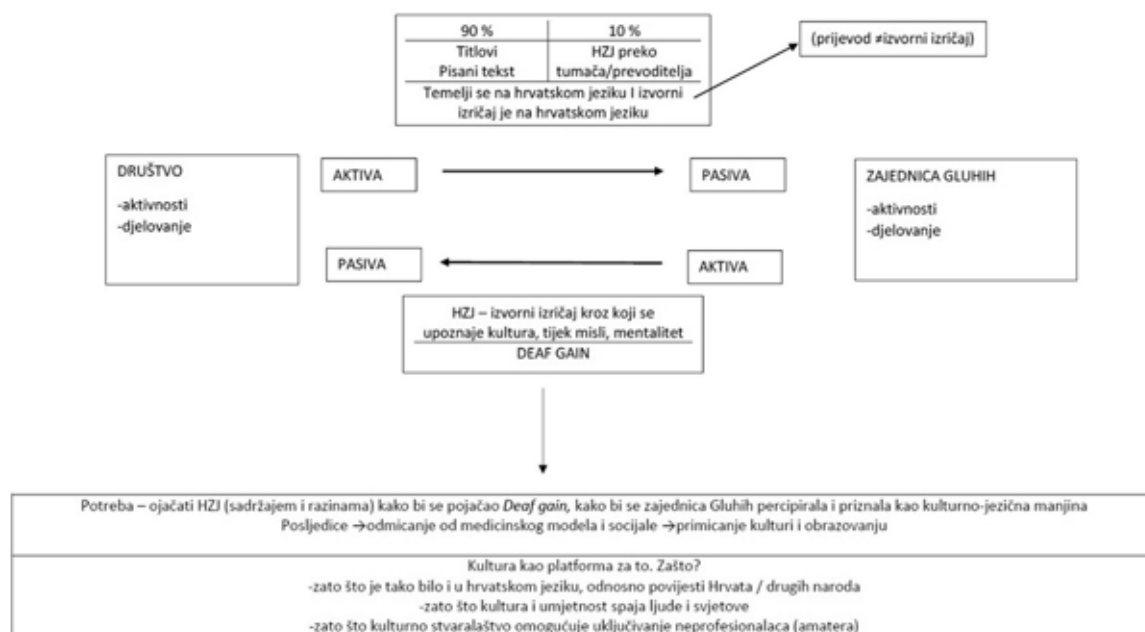 90 %
10 %
Titlovi
Pisani tekst
HZJ preko
tumača/prevoditelja
Temelji se na hrvatskom jeziku I izvorni
izričaj je na hrvatskom jeziku
(prijevod ≠izvorni izričaj)
DRUŠTVO
-aktivnosti
-djelovanje
AKTIVA
PASIVA
ZAJEDNICA GLUHIH
-aktivnosti
-djelovanje
PASIVA
AKTIVA
HZJ – izvorni izričaj kroz koji se
upoznaje kultura, tijek misli, mentalitet
DEAF GAIN
Potreba – ojačati HZJ (sadržajem i razinama) kako bi se pojačao Deaf gain, kako bi se zajednica Gluhih percipirala i priznala kao kulturno-jezična manjina
Posljedice →odmicanje od medicinskog modela i socijale →primicanje kulturi i obrazovanju
Kultura kao platforma za to. Zašto?
-zato što je tako bilo i u hrvatskom jeziku, odnosno povijesti Hrvata / drugih naroda
-zato što kultura i umjetnost spaja ljude i svjetove
-zato što kulturno stvaralaštvo omogućuje uključivanje neprofesionalaca (amatera)